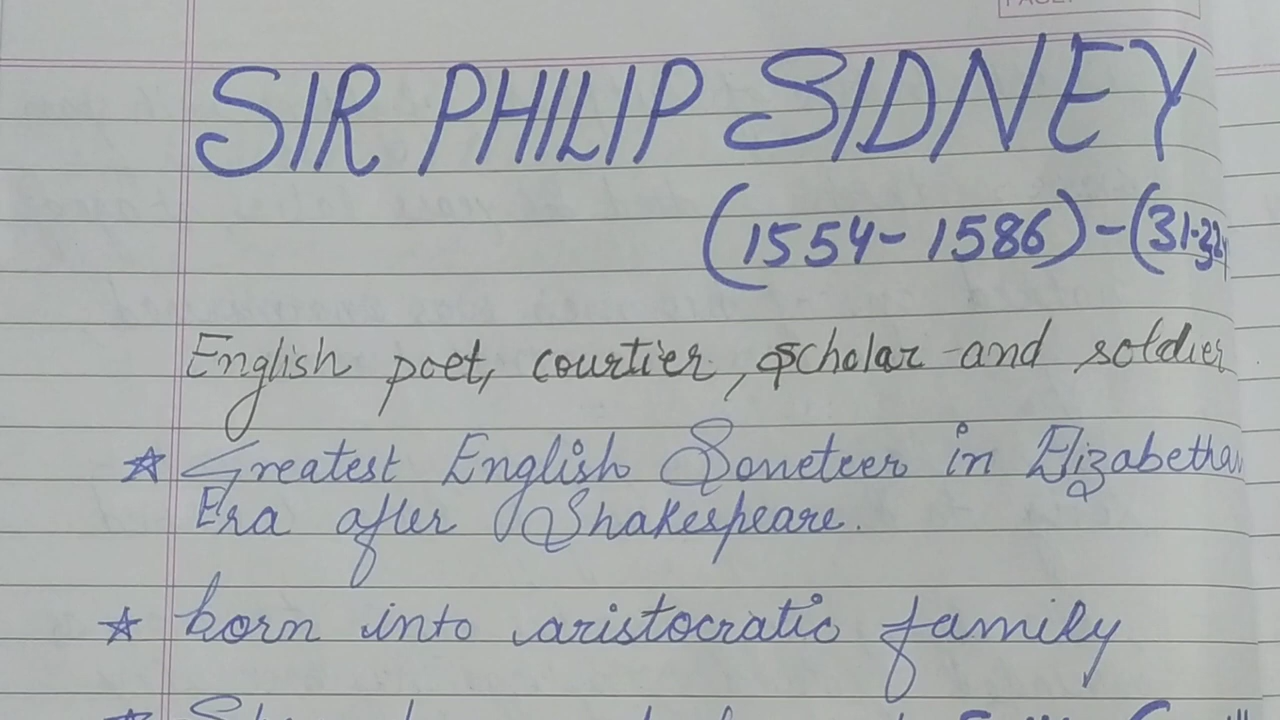 SIR PHILIP SIDNEY
(1554-1586)-(31-32
English poet, courtier, scholar and soldier
Greatest English Soneteer in Elizabethan
Era after Shakespeare.
born into aristocratic family